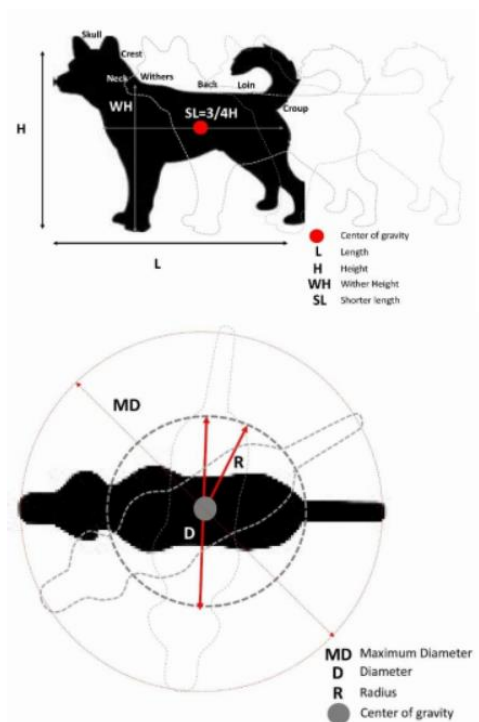 Skull
Crest
Neck Withers Back Loin
Croup
WH
SL=3/4H
H
L
Center of gravity
L Length
H Height
WH Wither Height
SL Shorter length
MD
R
D
MD Maximum Diameter
D Diameter
R Radius
Center of gravity